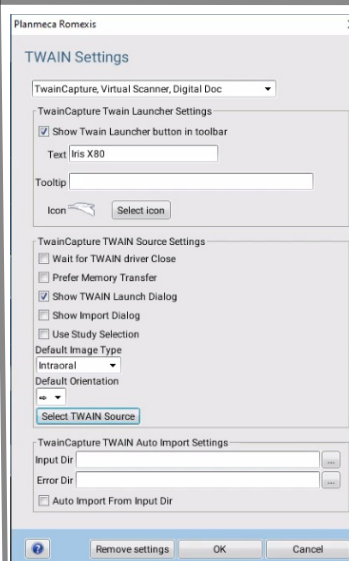 Planmeca Romexis
TWAIN Settings
TwainCapture, Virtual Scanner, Digital Doc
TwainCapture Twain Launcher Settings
Show Twain Launcher button in toolbar
Text Iris X80
Tooltip
Icon Select icon
TwainCapture TWAIN Source Settings
Wait for TWAIN driver Close
Prefer Memory Transfer
Show TWAIN Launch Dialog
Show Import Dialog
Use Study Selection
Default Image Type
Intraoral
Default Orientation
Select TWAIN Source
TwainCapture TWAIN Auto Import Settings
Input Dir ...
Error Dir ...
Auto Import From Input Dir
? Remove settings OK Cancel